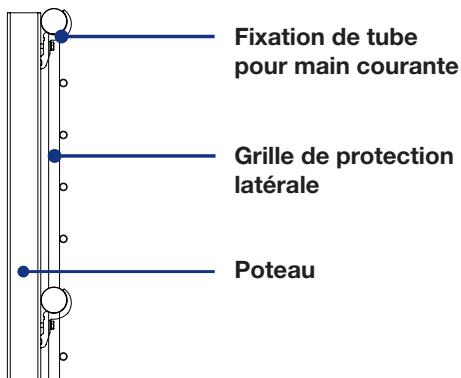 Fixation de tube
pour main courante
Grille de protection
latérale
Poteau